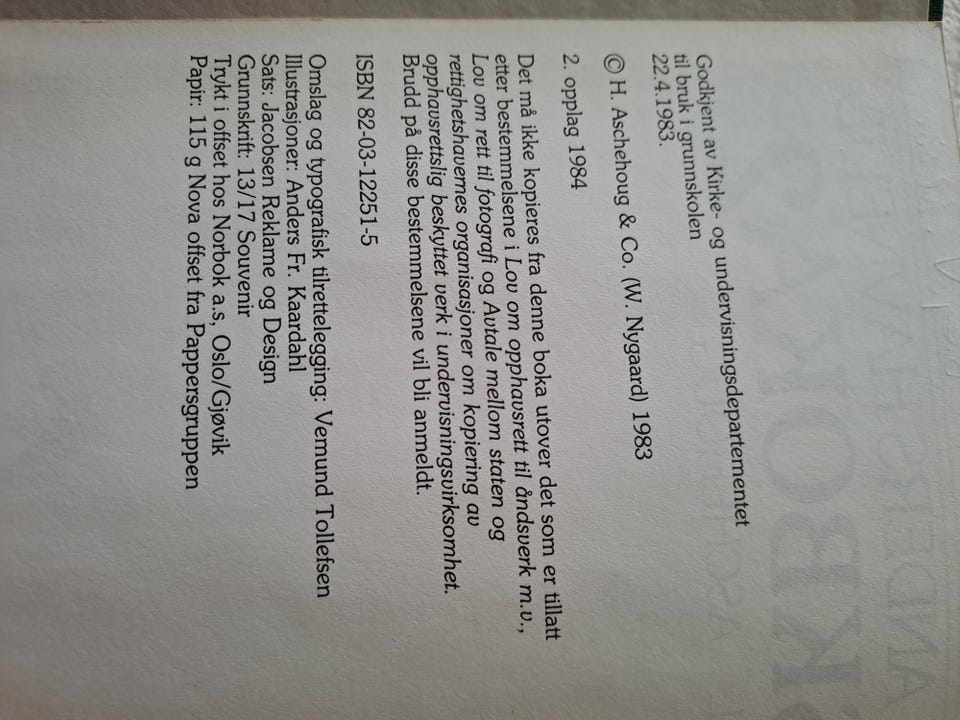 Godkjent av Kirke- og undervisningsdepartementet
til bruk i grunnskolen
22.4.1983.
© H. Aschehoug & Co. (W. Nygaard) 1983
2. opplag 1984
Det må ikke kopieres fra denne boka utover det som er tillatt
etter bestemmelsene i Lov om opphavsrett til åndsverk m.v.,
Lov om rett til fotografi og Avtale mellom staten og
rettighetshavernes organisasjoner om kopiering av
opphavsrettslig beskyttet verk i undervisningsvirksomhet.
Brudd på disse bestemmelsene vil bli anmeldt.
ISBN 82-03-12251-5
Omslag og typografisk tilrettelegging: Vemund Tollefsen
Illustrasjoner: Anders Fr. Kaardahl
Sats: Jacobsen Reklame og Design
Grunnskrift: 13/17 Souvenir
Trykt i offset hos Norbok a.s, Oslo/Gjøvik
Papir: 115 g Nova offset fra Pappersgruppen